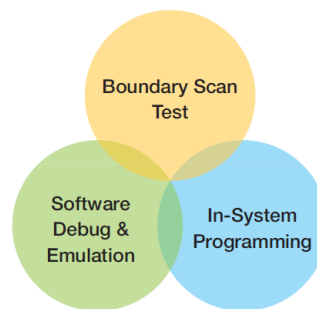 Boundary Scan
Test
Software
Debug &
Emulation
In-System
Programming